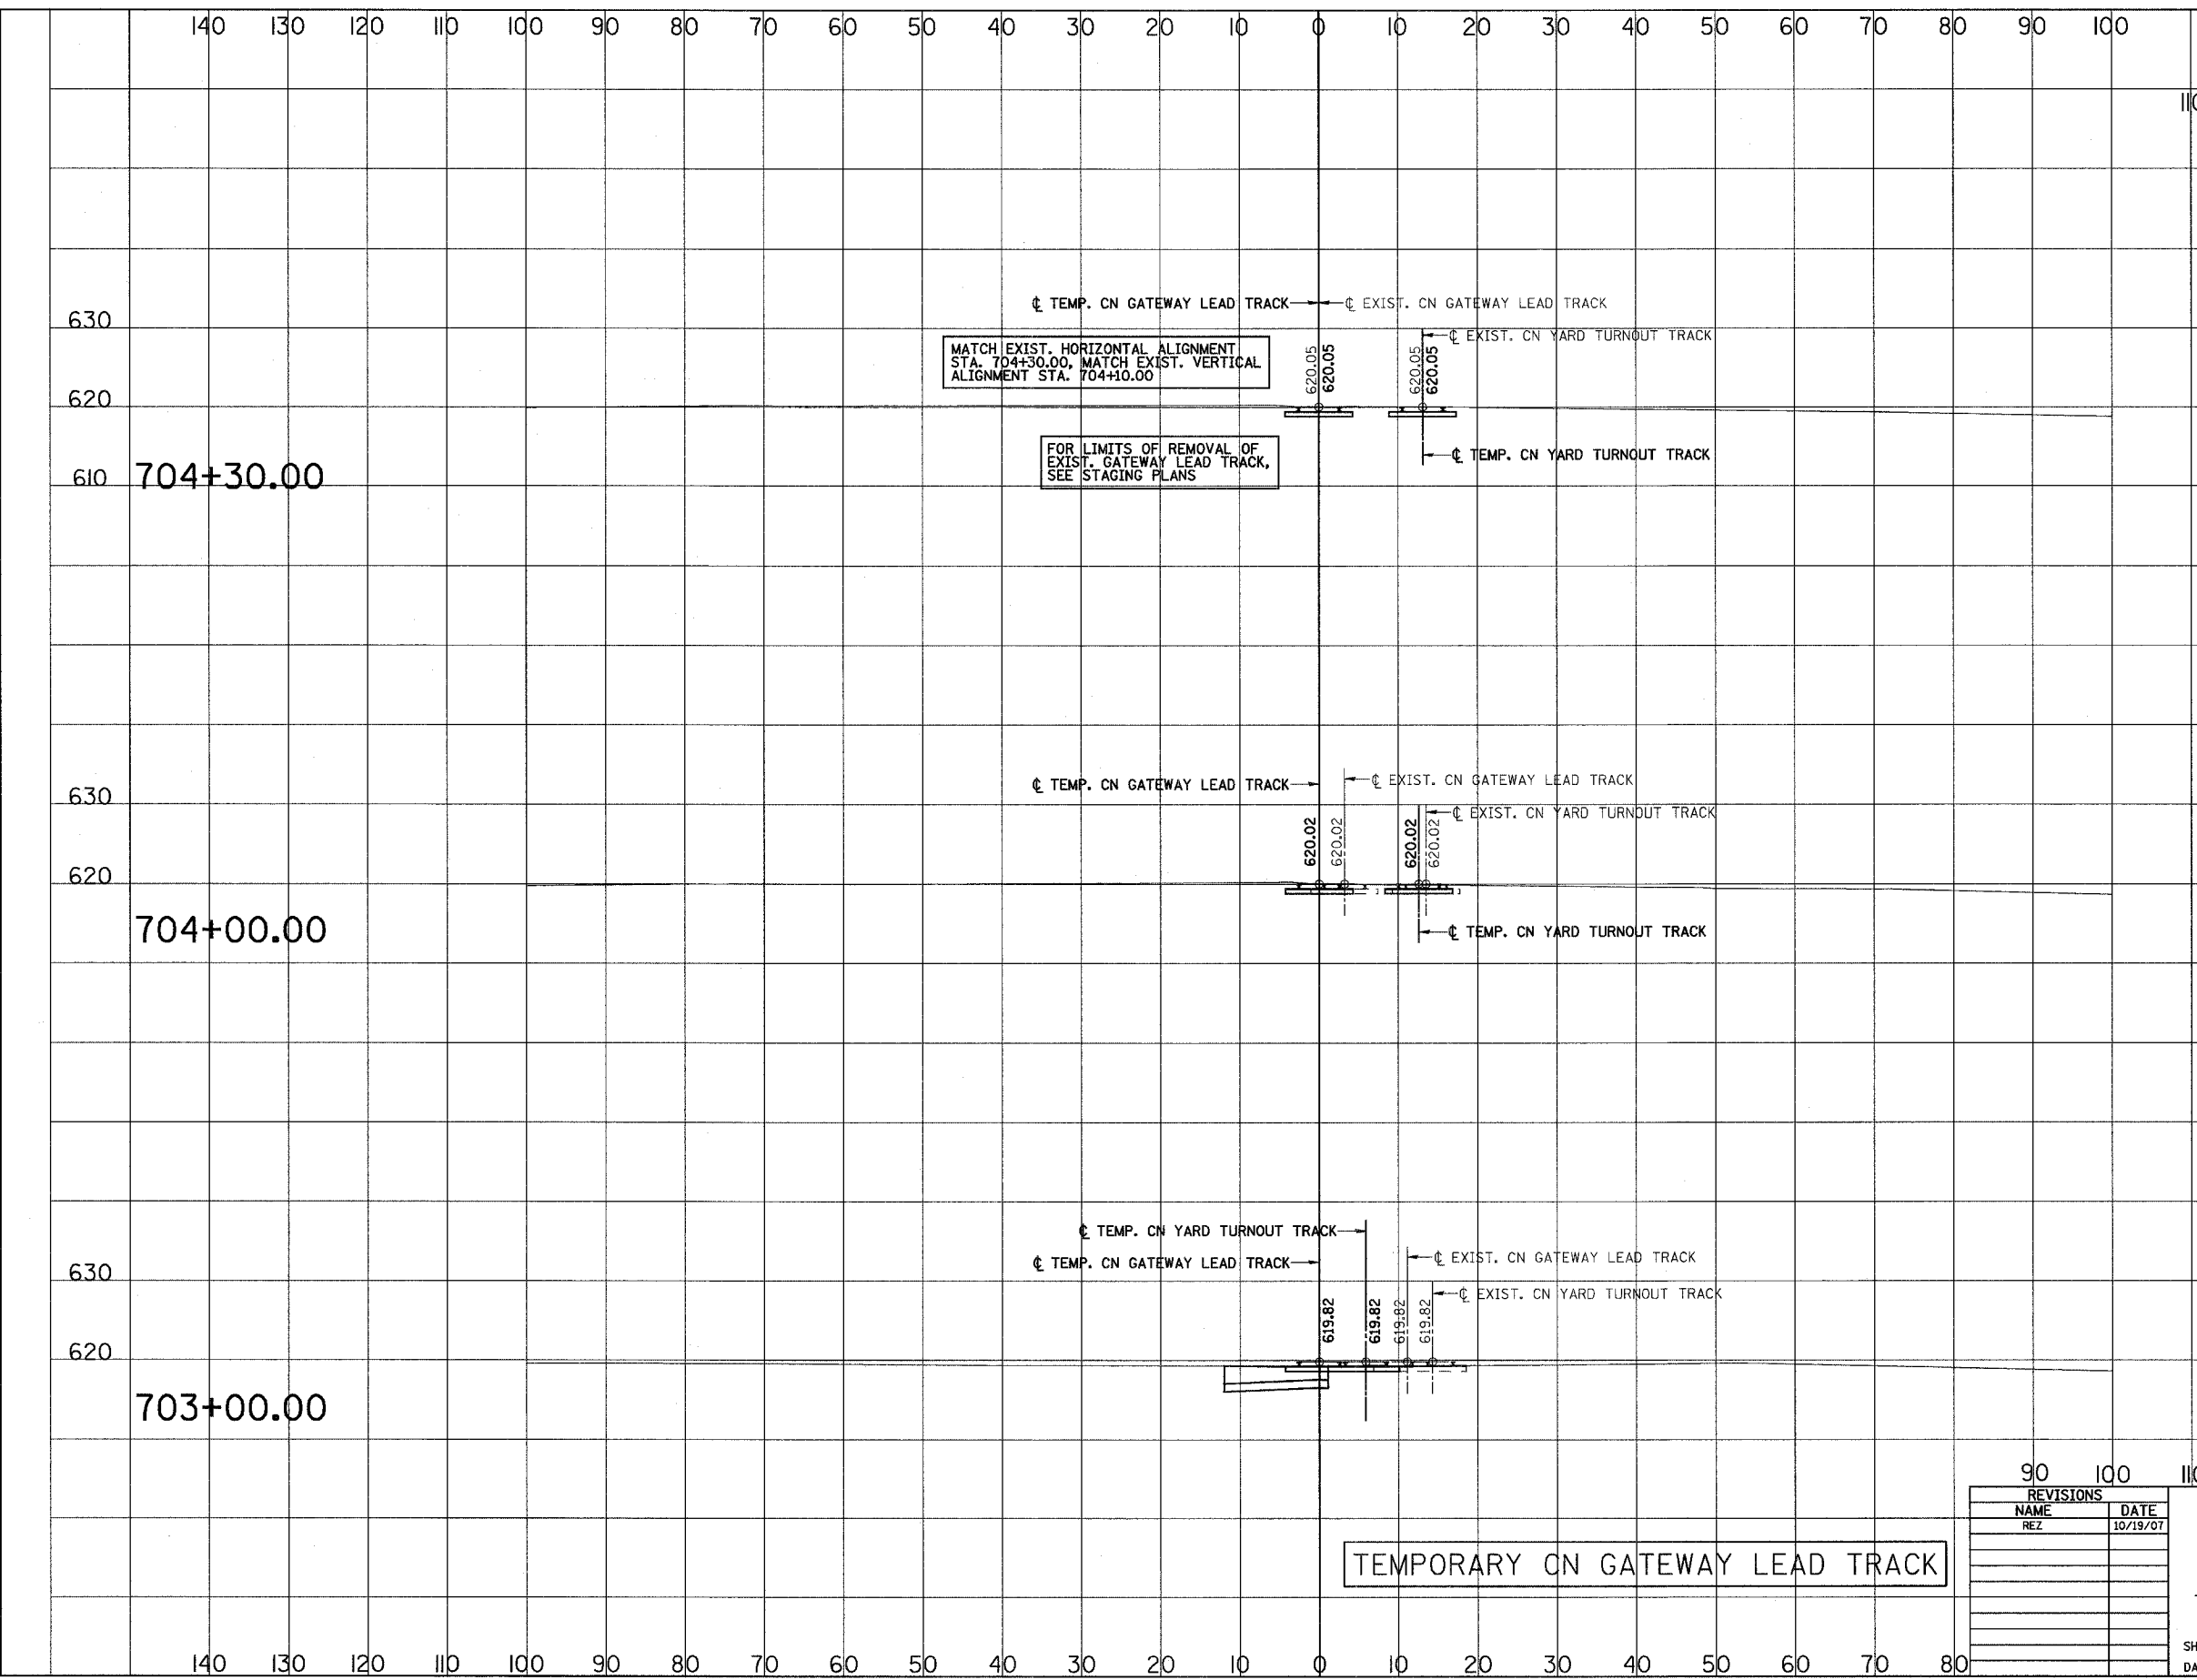 140 130 120 110 100 90 80 70 60 50 40 30 20 10 0 10 20 30 40 50 60 70 80 90 100
℄ TEMP. CN GATEWAY LEAD TRACK ℄ EXIST. CN GATEWAY LEAD TRACK
630
℄ EXIST. CN YARD TURNOUT TRACK
MATCH EXIST. HORIZONTAL ALIGNMENT
STA. 704+30.00, MATCH EXIST. VERTICAL
ALIGNMENT STA. 704+10.00
620.05 620.05 620.05 620.05
620
FOR LIMITS OF REMOVAL OF
EXIST. GATEWAY LEAD TRACK,
SEE STAGING PLANS
℄ TEMP. CN YARD TURNOUT TRACK
610 704+30.00
℄ TEMP. CN GATEWAY LEAD TRACK ℄ EXIST. CN GATEWAY LEAD TRACK
630
℄ EXIST. CN YARD TURNOUT TRACK
620.02 620.02 620.02 620.02
620
704+00.00
℄ TEMP. CN YARD TURNOUT TRACK
℄ TEMP. CN YARD TURNOUT TRACK
℄ TEMP. CN GATEWAY LEAD TRACK ℄ EXIST. CN GATEWAY LEAD TRACK
630
℄ EXIST. CN YARD TURNOUT TRACK
619.82 619.82 619.82 619.82
620
703+00.00
90 100
REVISIONS
NAME DATE
REZ 10/19/07
TEMPORARY CN GATEWAY LEAD TRACK
140 130 120 110 100 90 80 70 60 50 40 30 20 10 0 10 20 30 40 50 60 70 80